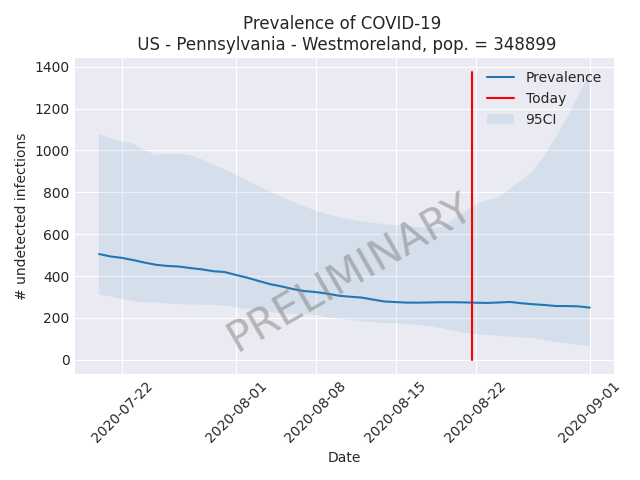 Prevalence of COVID-19
US - Pennsylvania - Westmoreland, pop. = 348899
# undetected infections
1400
1200
1000
800
600
400
200
0
Prevalence
Today
95CI
PRELIMINARY
2020-07-22
2020-08-01
2020-08-08
2020-08-15
2020-08-22
2020-09-01
Date